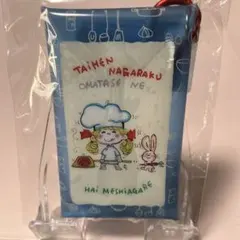 TAIHEN NAGARAKU
OMATASE NE
HAI MESHIAGARE